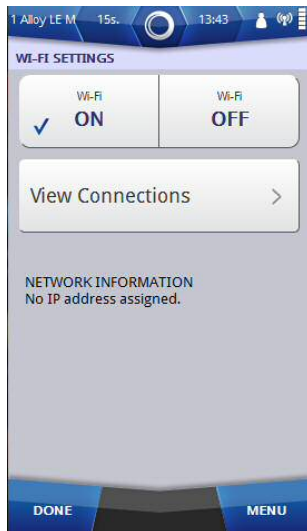 1 Alloy LE M 15s. 13:43
WI-FI SETTINGS
Wi-Fi
ON
Wi-Fi
OFF
View Connections
NETWORK INFORMATION
No IP address assigned.
DONE
MENU